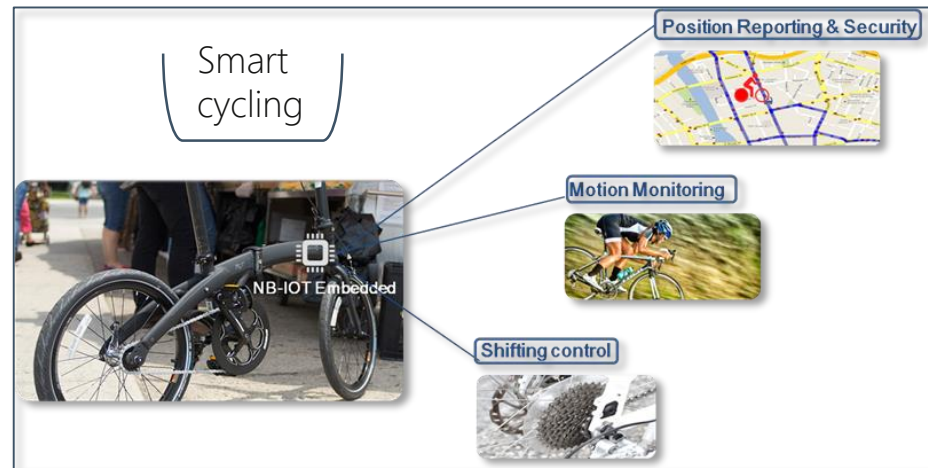 Smart
cycling
Position Reporting & Security
Motion Monitoring
NB-IOT Embedded
Shifting control